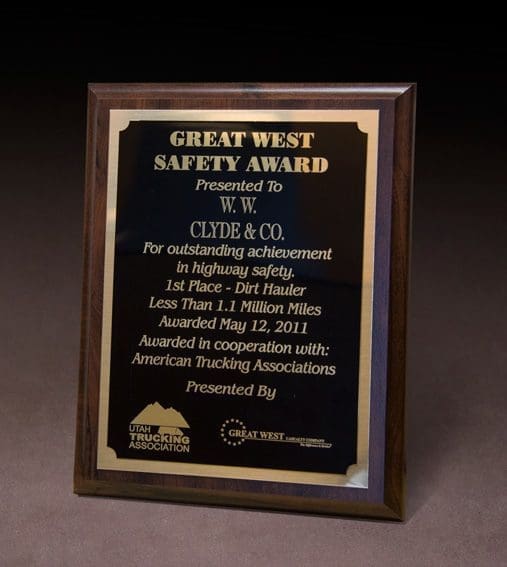 GREAT WEST
SAFETY AWARD
Presented To
W. W.
CLYDE & CO.
For outstanding achievement
in highway safety.
1st Place - Dirt Hauler
Less Than 1.1 Million Miles
Awarded May 12, 2011
Awarded in cooperation with:
American Trucking Associations
Presented By
UTAH
TRUCKING
ASSOCIATION
GREAT WEST
CASUALTY COMPANY